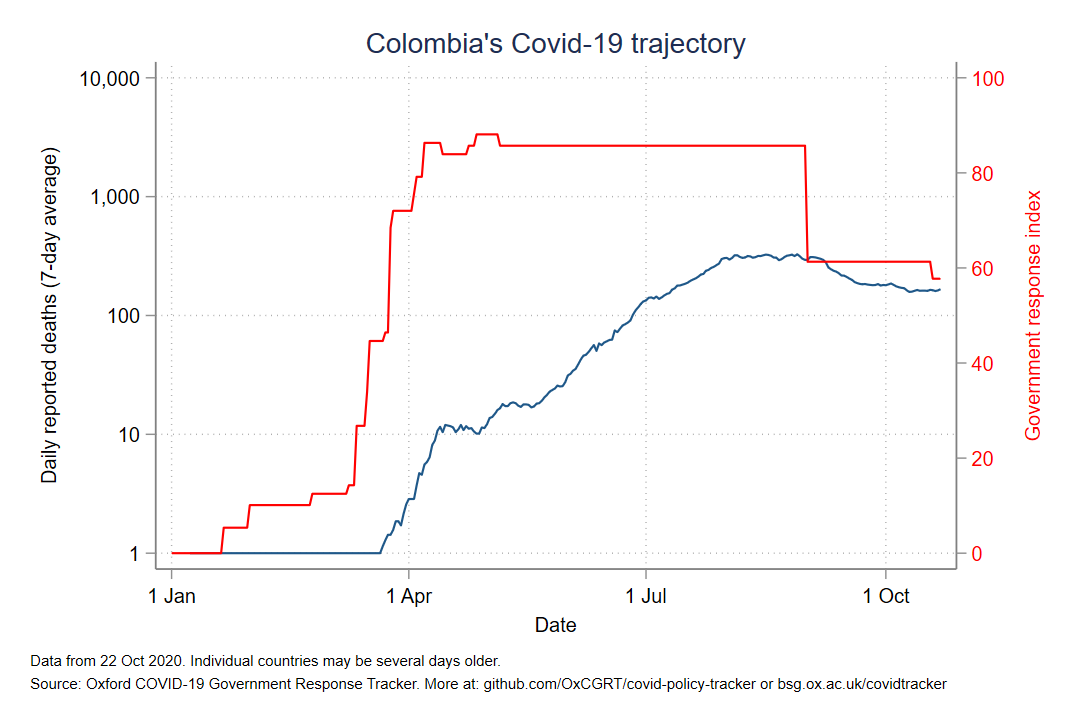 Colombia's Covid-19 trajectory
10,000
1,000
100
10
1
Daily reported deaths (7-day average)
100
80
60
40
20
0
Government response index
1 Jan
1 Apr
1 Jul
1 Oct
Date
Data from 22 Oct 2020. Individual countries may be several days older.
Source: Oxford COVID-19 Government Response Tracker. More at: github.com/OxCGRT/covid-policy-tracker or bsg.ox.ac.uk/covidtracker